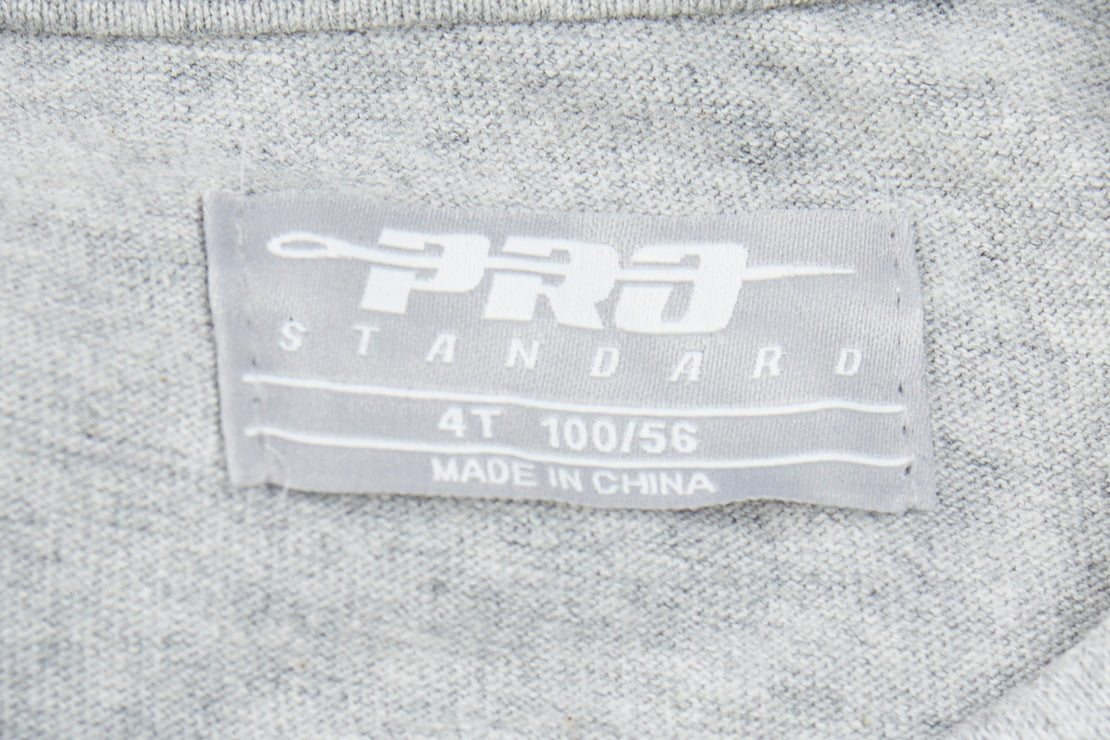 PRO
STANDARD
4T 100/56
MADE IN CHINA